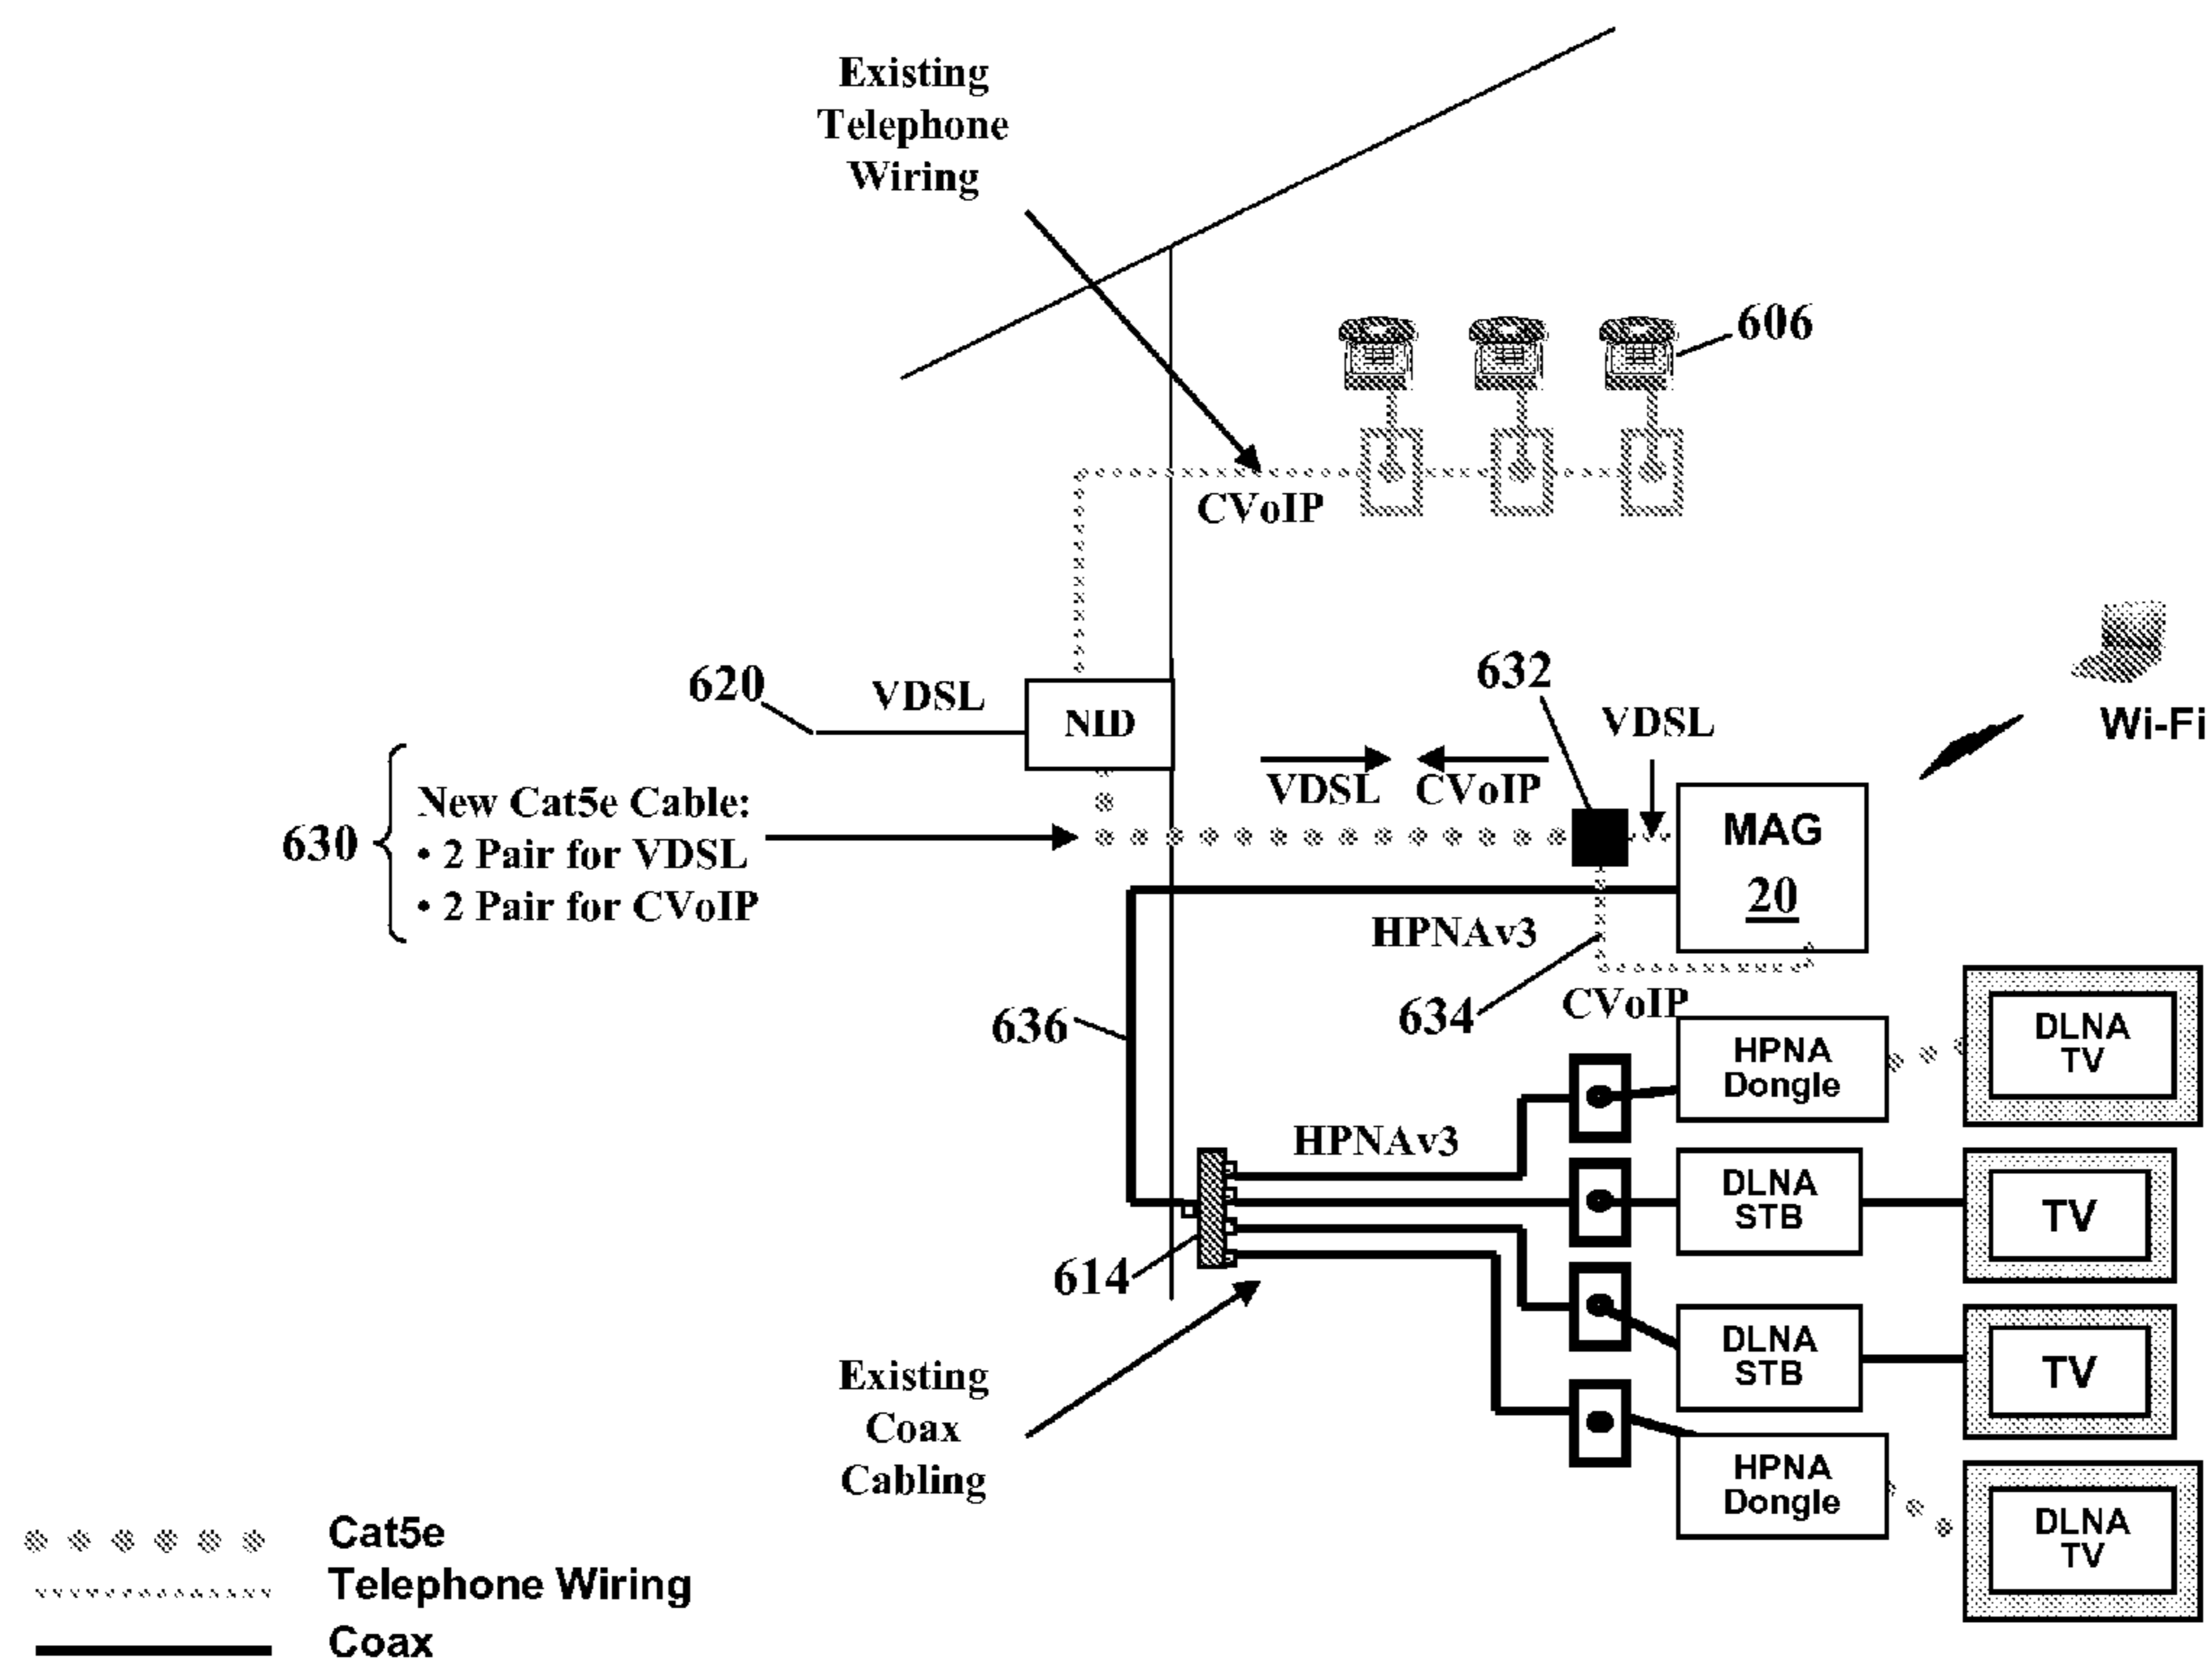 Existing
Telephone
Wiring
606
CVoIP
620
VDSL
NID
632
VDSL
Wi-Fi
VDSL
CVoIP
630
New Cat5e Cable:
• 2 Pair for VDSL
• 2 Pair for CVoIP
MAG
20
HPNAv3
634
CVoIP
636
HPNA
Dongle
DLNA
TV
HPNAv3
DLNA
STB
TV
614
DLNA
STB
TV
Existing
Coax
Cabling
HPNA
Dongle
DLNA
TV
Cat5e
Telephone Wiring
Coax